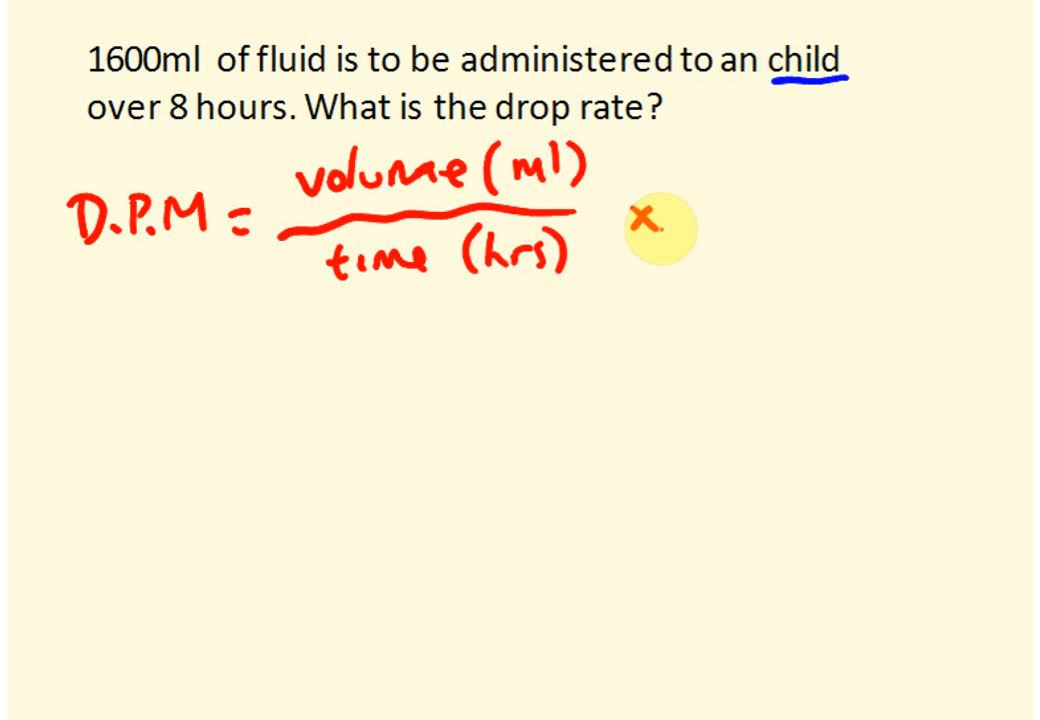 1600ml of fluid is to be administered to an child
over 8 hours. What is the drop rate?
D.P.M = volume (ml) x
time (hrs)